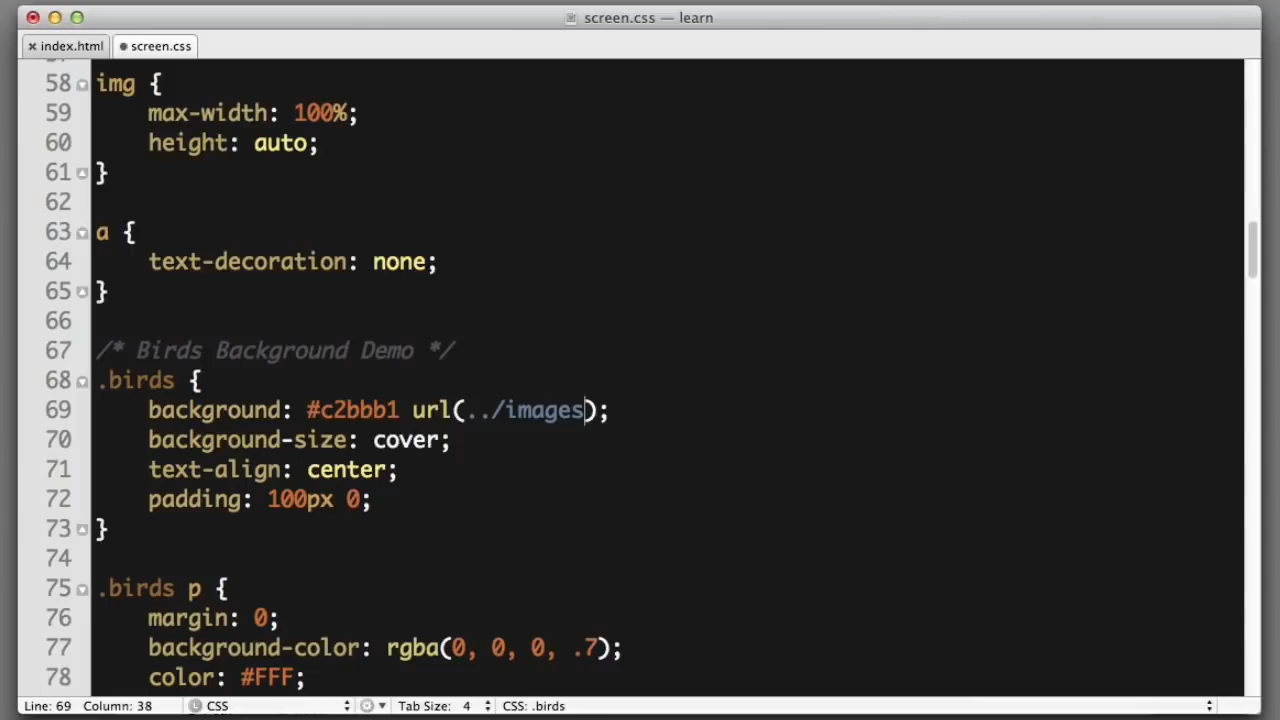 screen.css — learn
index.html
screen.css
58 img {
59 max-width: 100%;
60 height: auto;
61 }
62
63 a {
64 text-decoration: none;
65 }
66
67 /* Birds Background Demo */
68 .birds {
69 background: #c2bbb1 url(../images);
70 background-size: cover;
71 text-align: center;
72 padding: 100px 0;
73 }
74
75 .birds p {
76 margin: 0;
77 background-color: rgba(0, 0, 0, .7);
78 color: #FFF;
Line: 69 Column: 38 CSS Tab Size: 4 CSS: .birds